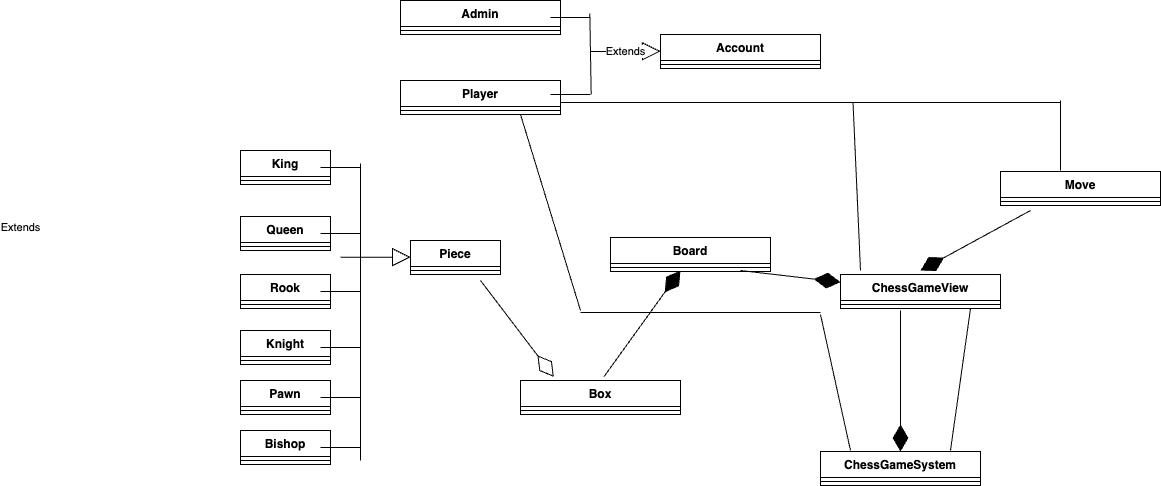 Admin
Extends
Account
Player
King
Move
Queen
Extends
Piece
Board
Rook
ChessGameView
Knight
Pawn
Box
Bishop
ChessGameSystem